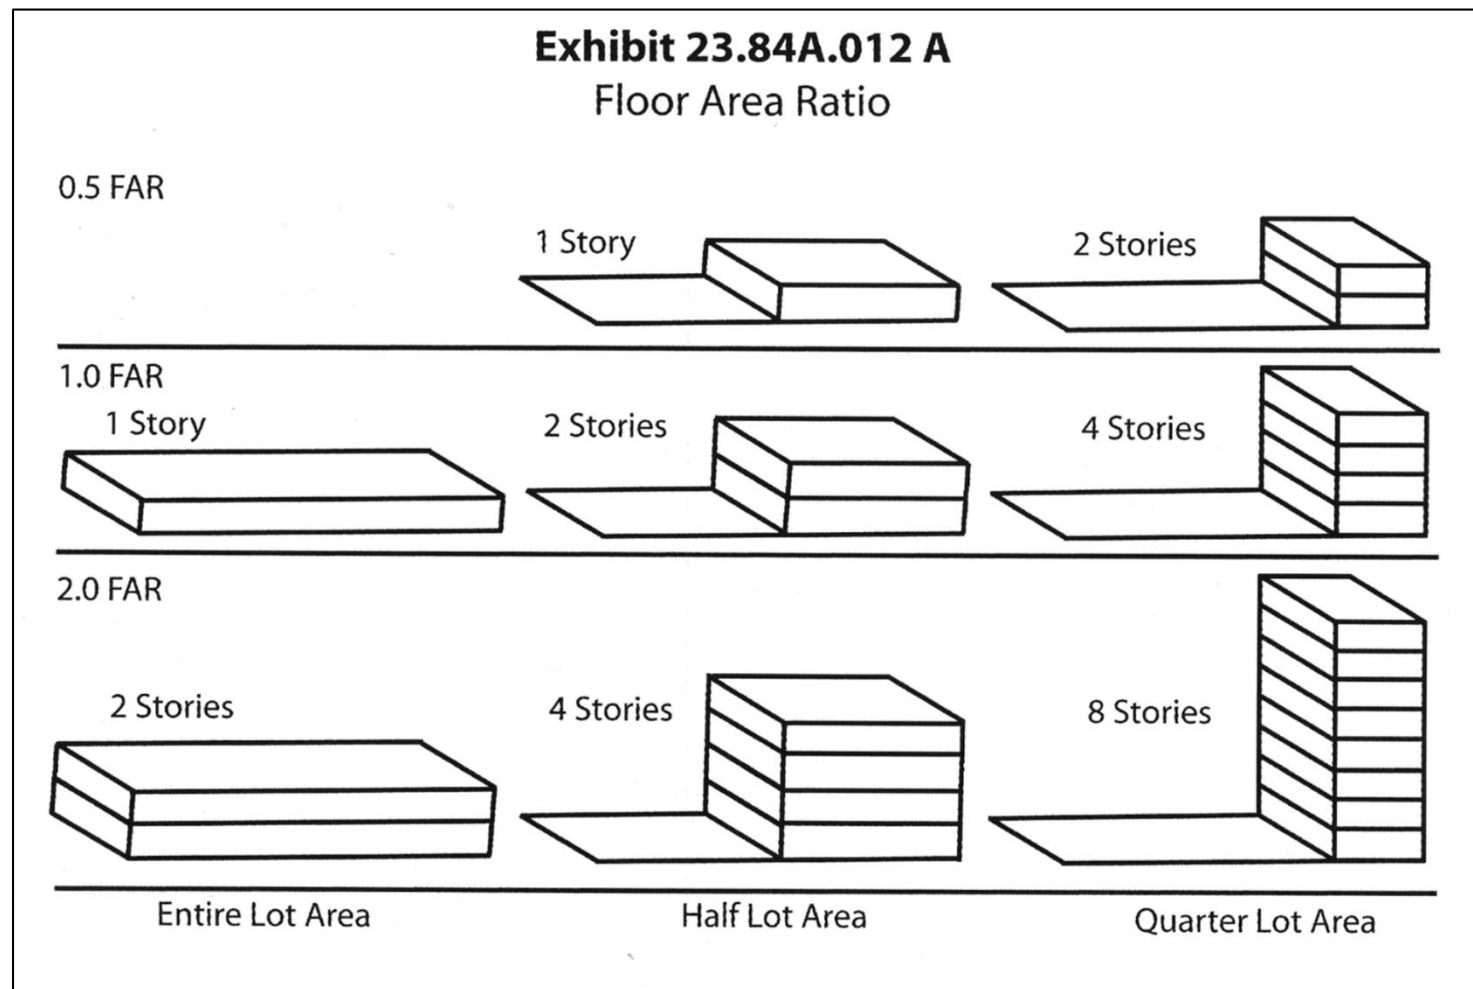 Exhibit 23.84A.012 A
Floor Area Ratio
0.5 FAR
1 Story
2 Stories
1.0 FAR
1 Story
2 Stories
4 Stories
2.0 FAR
2 Stories
4 Stories
8 Stories
Entire Lot Area
Half Lot Area
Quarter Lot Area